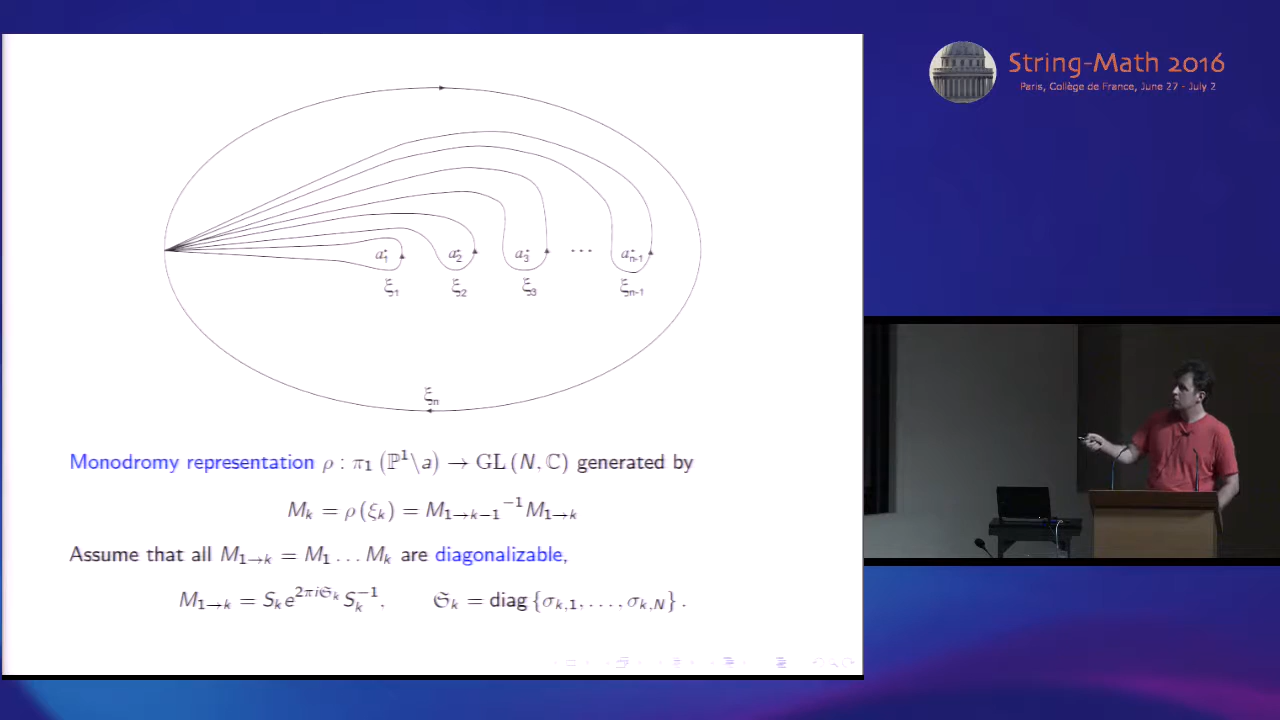 String-Math 2016
Paris, Collège de France, June 27 - July 2
a₁ a₂ a₃ ··· aₙ₋₁
ξ₁ ξ₂ ξ₃ ξₙ₋₁
ξₙ
Monodromy representation ρ : π₁ (ℙ¹\a) → GL (N, ℂ) generated by
Mₖ = ρ (ξₖ) = M₁→ₖ₋₁⁻¹ M₁→ₖ
Assume that all M₁→ₖ = M₁ … Mₖ are diagonalizable,
M₁→ₖ = Sₖ e^{2πi𝔖ₖ} Sₖ⁻¹, 𝔖ₖ = diag {σₖ,₁, …, σₖ,N} .